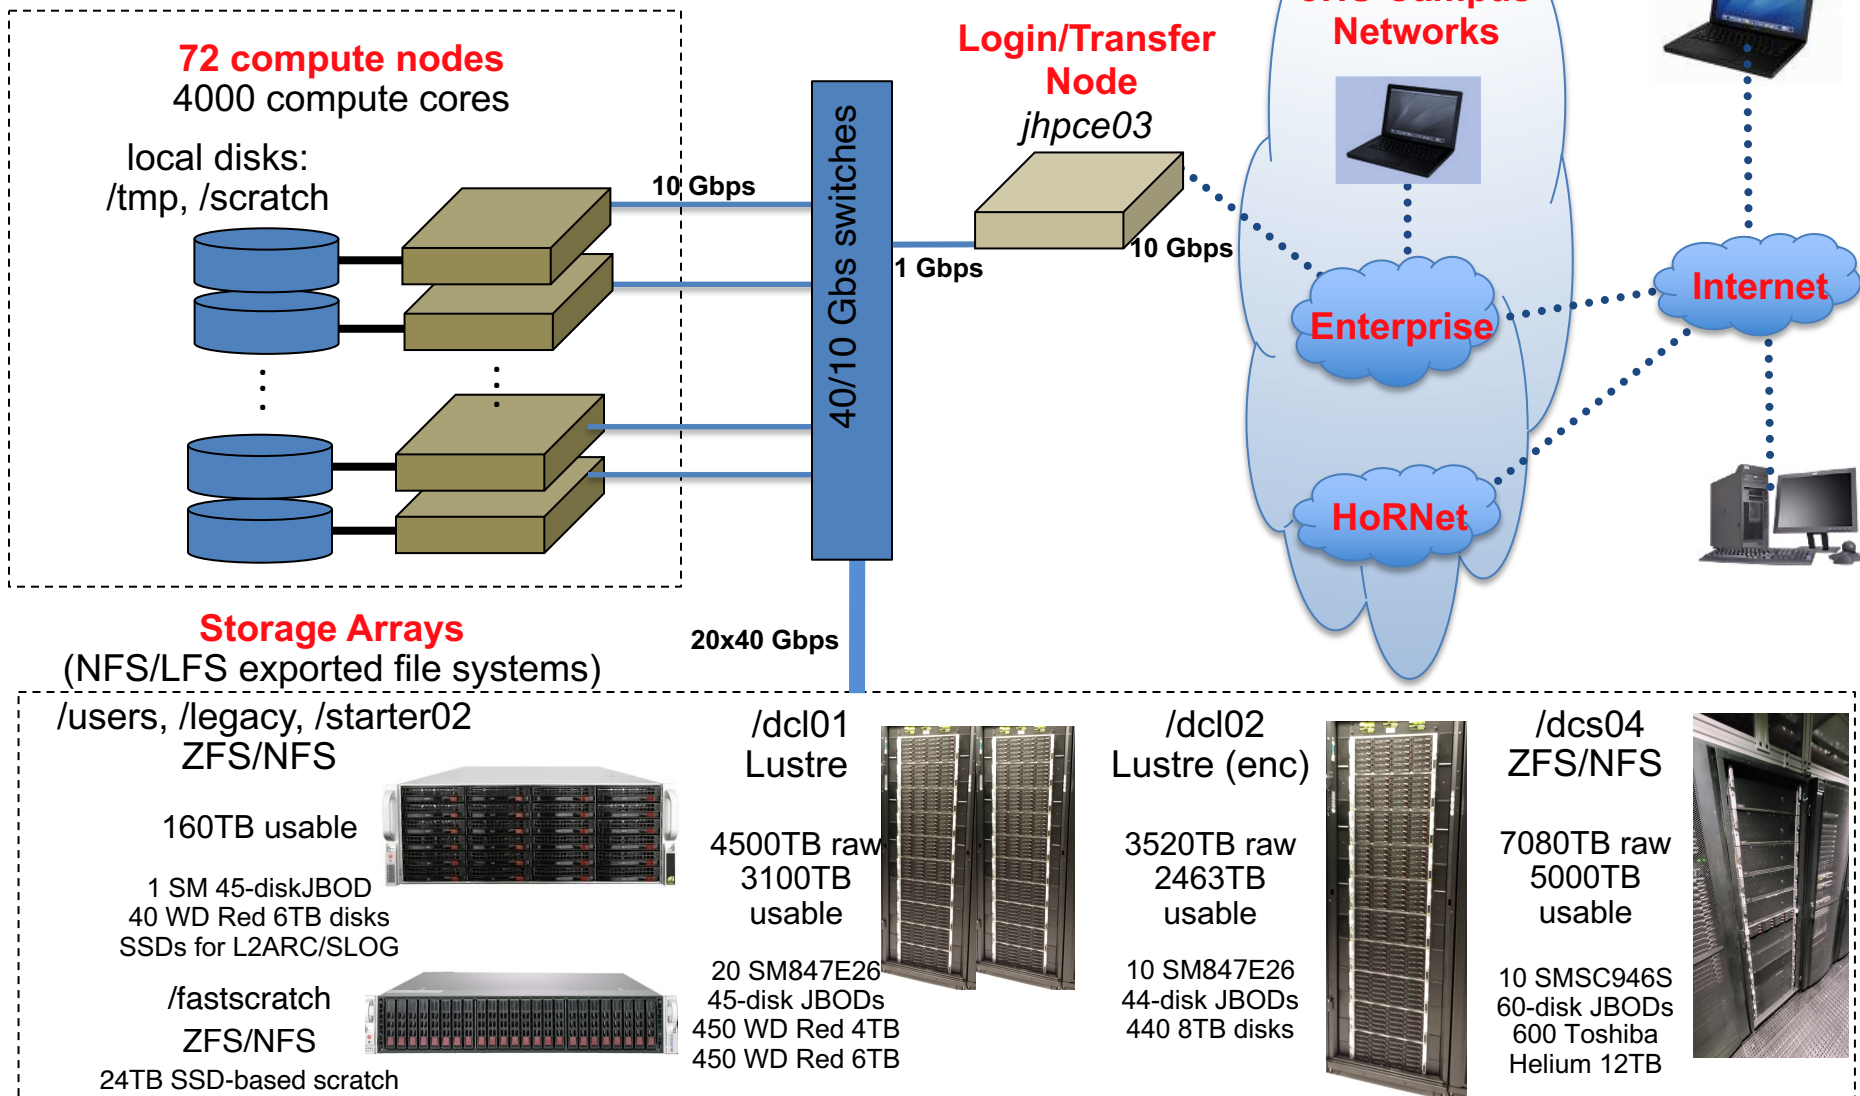 72 compute nodes
4000 compute cores
local disks:
/tmp, /scratch
10 Gbps
40/10 Gbs switches
1 Gbps
Login/Transfer
Node
jhpce03
10 Gbps
Campus
Networks
Enterprise
HoRNet
Internet
20x40 Gbps
Storage Arrays
(NFS/LFS exported file systems)
/users, /legacy, /starter02
ZFS/NFS
160TB usable
1 SM 45-diskJBOD
40 WD Red 6TB disks
SSDs for L2ARC/SLOG
/fastscratch
ZFS/NFS
24TB SSD-based scratch
/dcl01
Lustre
4500TB raw
3100TB
usable
20 SM847E26
45-disk JBODs
450 WD Red 4TB
450 WD Red 6TB
/dcl02
Lustre (enc)
3520TB raw
2463TB
usable
10 SM847E26
44-disk JBODs
440 8TB disks
/dcs04
ZFS/NFS
7080TB raw
5000TB
usable
10 SMSC946S
60-disk JBODs
600 Toshiba
Helium 12TB